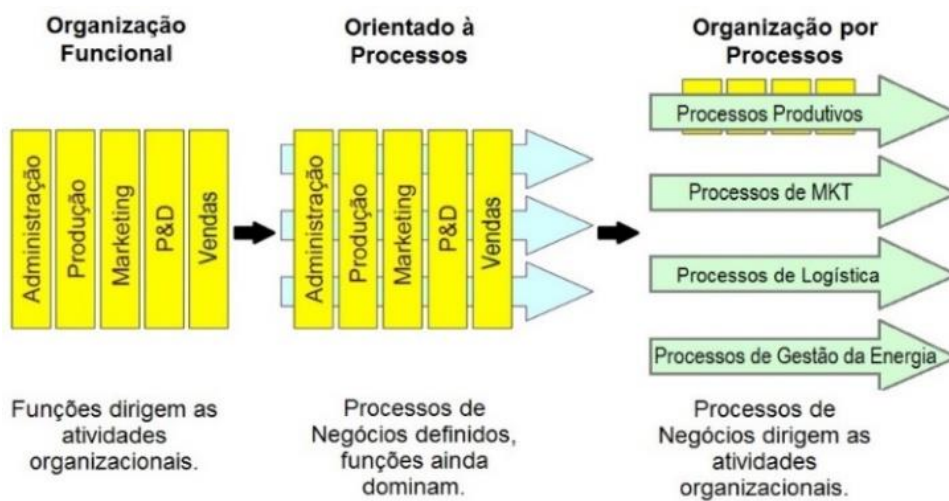 Organização
Funcional
Administração
Produção
Marketing
P&D
Vendas
Funções dirigem as
atividades
organizacionais.
Orientado à
Processos
Administração
Produção
Marketing
P&D
Vendas
Processos de
Negócios definidos,
funções ainda
dominam.
Organização por
Processos
Processos Produtivos
Processos de MKT
Processos de Logística
Processos de Gestão da Energia
Processos de
Negócios dirigem as
atividades
organizacionais.